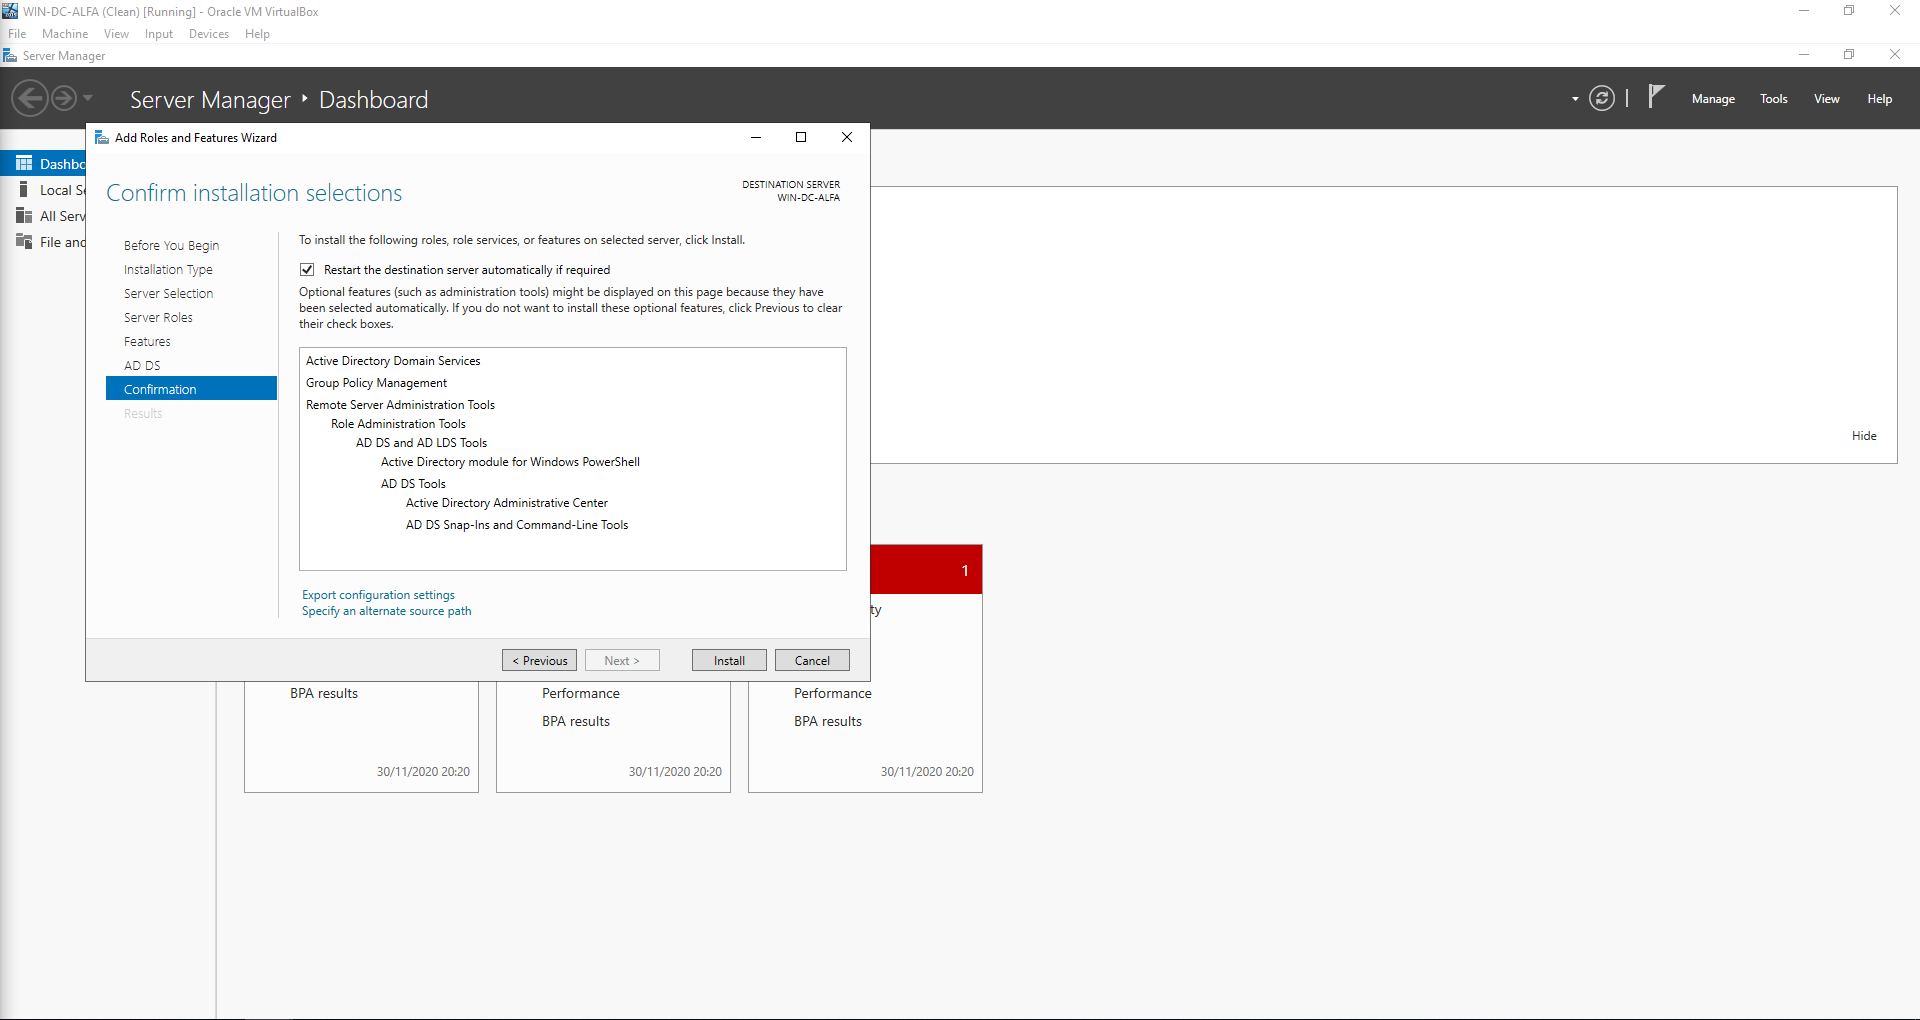 WIN-DC-ALFA (Clean) [Running] - Oracle VM VirtualBox
File Machine View Input Devices Help
Server Manager
Server Manager ‣ Dashboard
Manage Tools View Help
Add Roles and Features Wizard
Dashbo
Local Se
All Serv
File and
Confirm installation selections
DESTINATION SERVER
WIN-DC-ALFA
Before You Begin
Installation Type
Server Selection
Server Roles
Features
AD DS
Confirmation
Results
To install the following roles, role services, or features on selected server, click Install.
Restart the destination server automatically if required
Optional features (such as administration tools) might be displayed on this page because they have
been selected automatically. If you do not want to install these optional features, click Previous to clear
their check boxes.
Active Directory Domain Services
Group Policy Management
Remote Server Administration Tools
Role Administration Tools
AD DS and AD LDS Tools
Active Directory module for Windows PowerShell
AD DS Tools
Active Directory Administrative Center
AD DS Snap-Ins and Command-Line Tools
Export configuration settings
Specify an alternate source path
< Previous Next > Install Cancel
Hide
1
ty
BPA results
30/11/2020 20:20
Performance
BPA results
30/11/2020 20:20
Performance
BPA results
30/11/2020 20:20